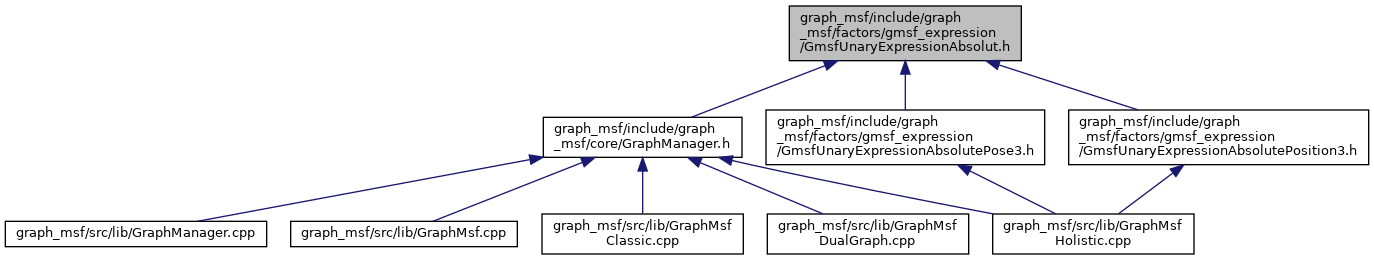 graph_msf/include/graph
_msf/factors/gmsf_expression
/GmsfUnaryExpressionAbsolut.h
graph_msf/include/graph
_msf/core/GraphManager.h
graph_msf/include/graph
_msf/factors/gmsf_expression
/GmsfUnaryExpressionAbsolutePose3.h
graph_msf/include/graph
_msf/factors/gmsf_expression
/GmsfUnaryExpressionAbsolutePosition3.h
graph_msf/src/lib/GraphManager.cpp
graph_msf/src/lib/GraphMsf.cpp
graph_msf/src/lib/GraphMsf
Classic.cpp
graph_msf/src/lib/GraphMsf
DualGraph.cpp
graph_msf/src/lib/GraphMsf
Holistic.cpp